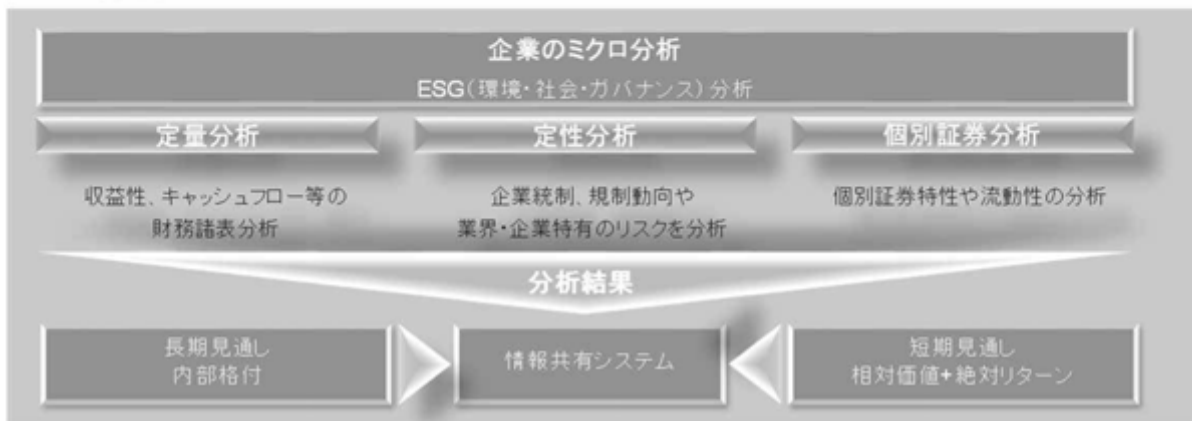 企業のミクロ分析
ESG(環境・社会・ガバナンス)分析
定量分析
定性分析
個別証券分析
収益性、キャッシュフロー等の
財務諸表分析
企業統制、規制動向や
業界・企業特有のリスクを分析
個別証券特性や流動性の分析
分析結果
長期見通し
内部格付
情報共有システム
短期見通し
相対価値+絶対リターン